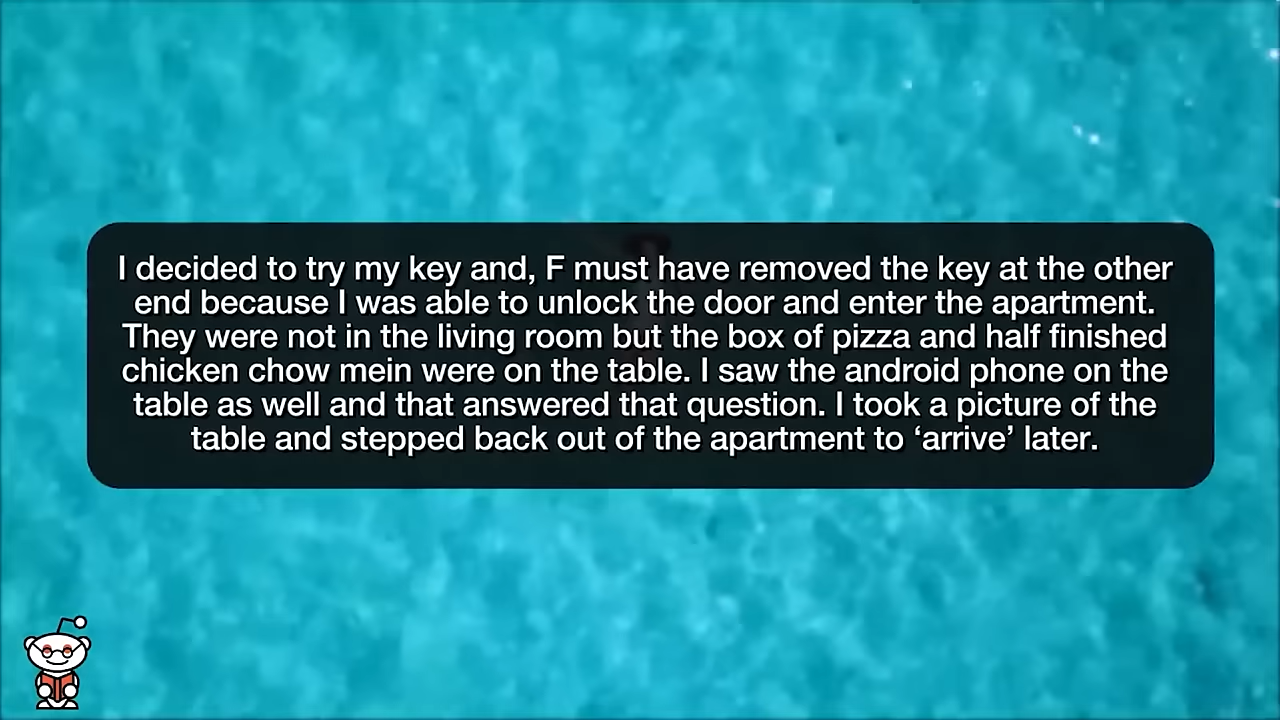 I decided to try my key and, F must have removed the key at the other
end because I was able to unlock the door and enter the apartment.
They were not in the living room but the box of pizza and half finished
chicken chow mein were on the table. I saw the android phone on the
table as well and that answered that question. I took a picture of the
table and stepped back out of the apartment to ‘arrive’ later.